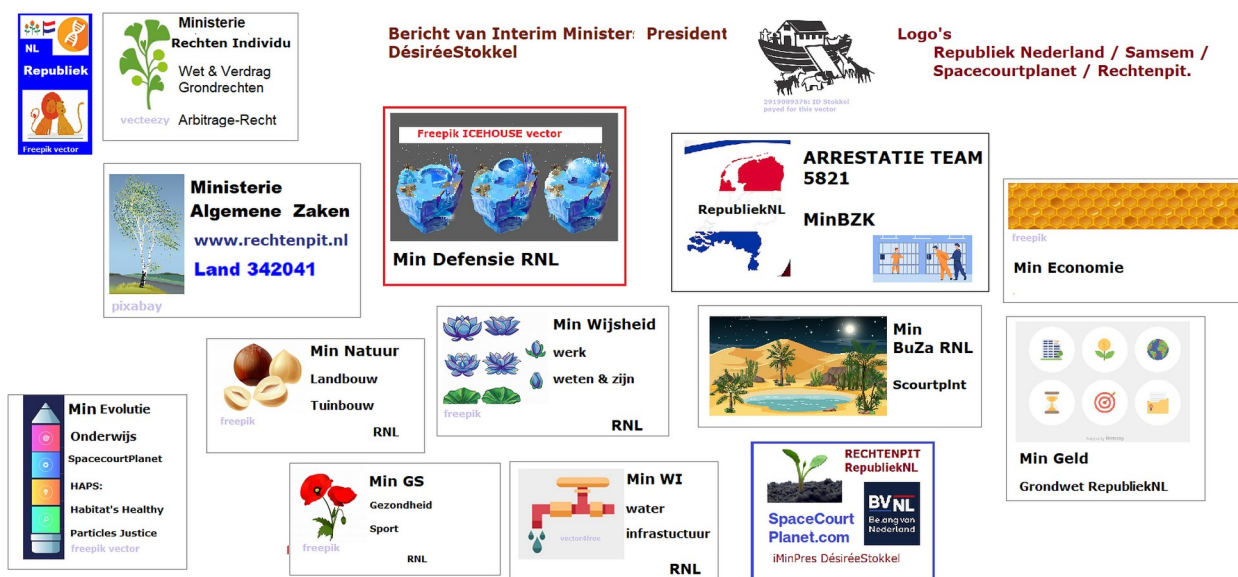 NL
Republiek
Freepik vector
Ministerie
Rechten Individu
Wet & Verdrag
Grondrechten
vecteezy
Arbitrage-Recht
Bericht van Interim Minister: President
DésiréeStokkel
2919089376: ID Stokkel
payed for this vector
Logo's
Republiek Nederland / Samsem /
Spacecourtplanet / Rechtenpit.
Ministerie
Algemene Zaken
www.rechtenpit.nl
Land 342041
pixabay
Freepik ICEHOUSE vector
Min Defensie RNL
ARRESTATIE TEAM
5821
RepubliekNL
MinBZK
freepik
Min Economie
Min Natuur
Landbouw
Tuinbouw
freepik
RNL
Min Wijsheid
werk
weten & zijn
freepik
RNL
Min
BuZa RNL
Scourtplnt
Min Geld
Grondwet RepubliekNL
Min Evolutie
Onderwijs
SpacecourtPlanet
HAPS:
Habitat's Healthy
Particles Justice
freepik vector
Min GS
Gezondheid
Sport
freepik
RNL
Min WI
water
infrastuctuur
vector4free
RNL
RECHTENPIT
RepubliekNL
SpaceCourt
Planet.com
BVNL
Belang van
Nederland
iMinPres DésiréeStokkel